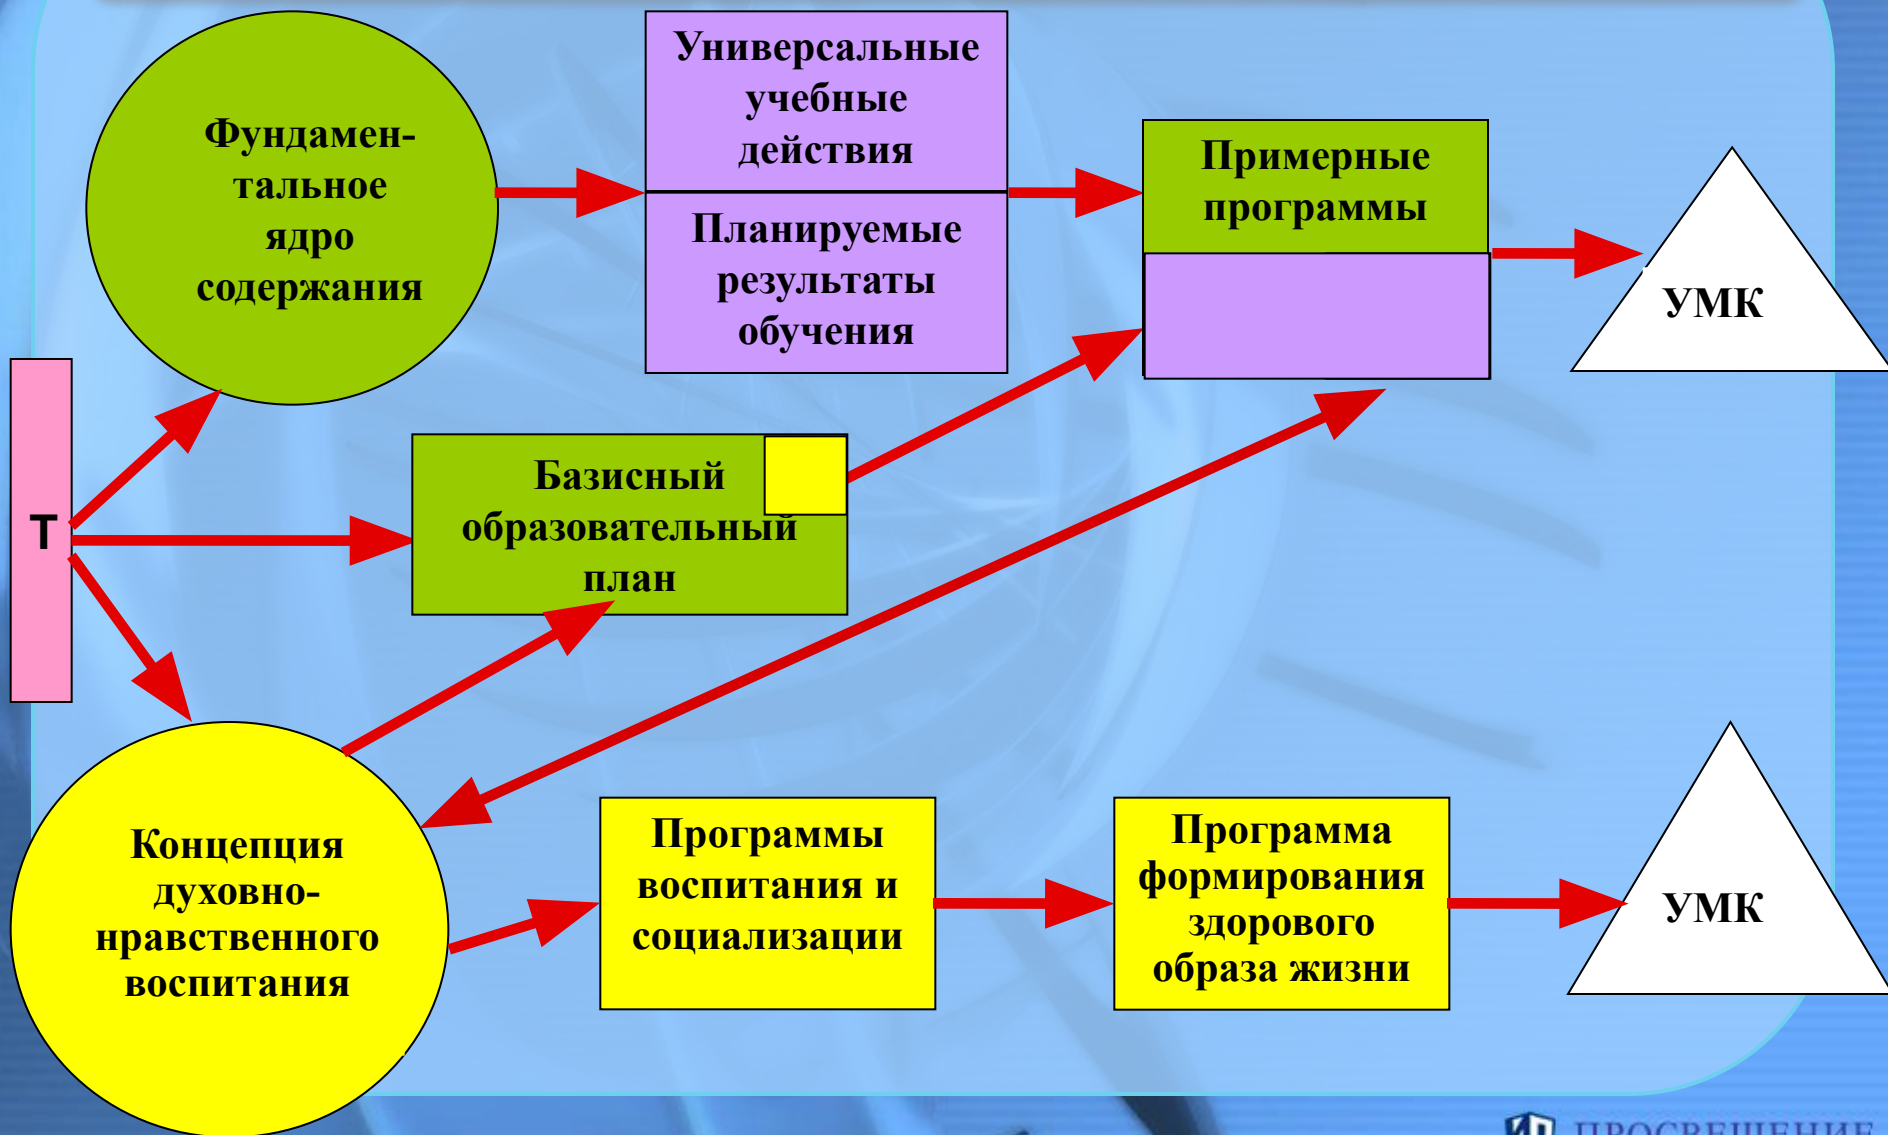 Фундамен-
тальное
ядро
содержания
Универсальные
учебные
действия
Планируемые
результаты
обучения
Примерные
программы
УМК
Т
Базисный
образовательный
план
Концепция
духовно-
нравственного
воспитания
Программы
воспитания и
социализации
Программа
формирования
здорового
образа жизни
УМК
ПРОСВЕЩЕНИЕ